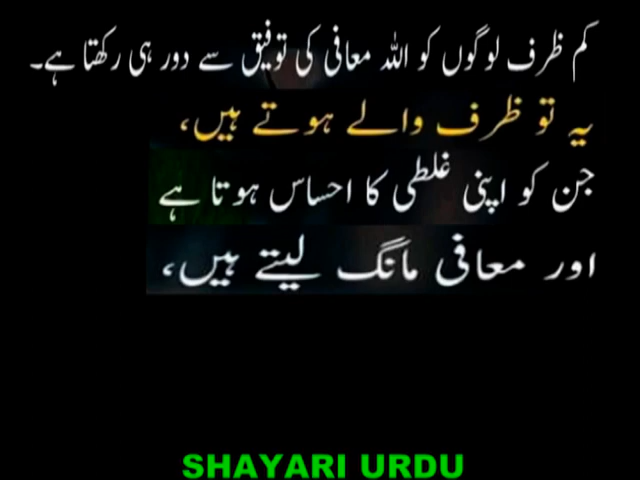 کم ظرف لوگوں کو اللہ معافی کی توفیق سے دور ہی رکھتا ہے۔
یہ تو ظرف والے ہوتے ہیں،
جن کو اپنی غلطی کا احساس ہوتا ہے
اور معافی مانگ لیتے ہیں،
SHAYARI URDU